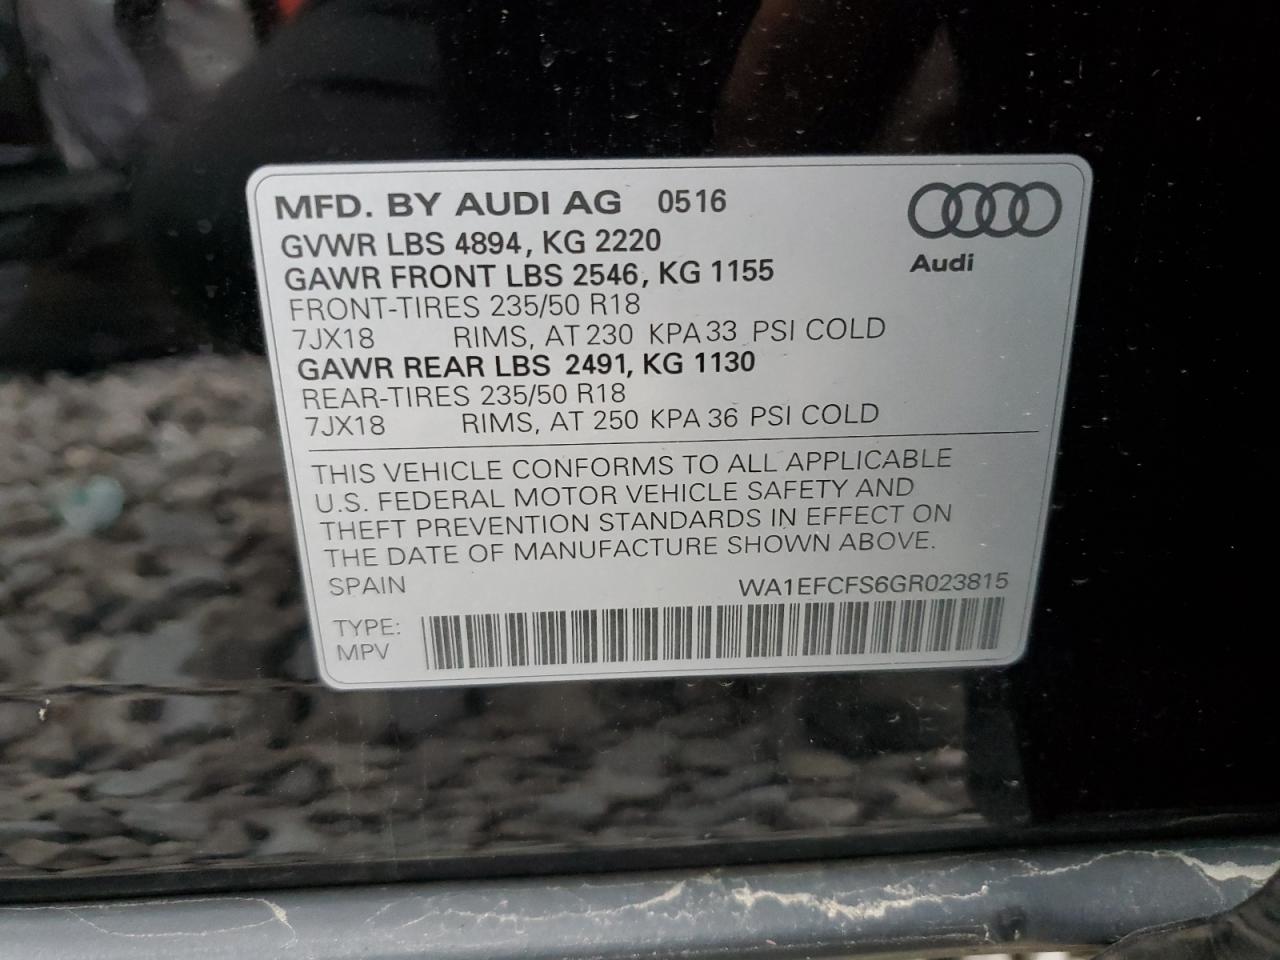 MFD. BY AUDI AG 0516
Audi
GVWR LBS 4894, KG 2220
GAWR FRONT LBS 2546, KG 1155
FRONT-TIRES 235/50 R18
7JX18 RIMS, AT 230 KPA 33 PSI COLD
GAWR REAR LBS 2491, KG 1130
REAR-TIRES 235/50 R18
7JX18 RIMS, AT 250 KPA 36 PSI COLD
THIS VEHICLE CONFORMS TO ALL APPLICABLE
U.S. FEDERAL MOTOR VEHICLE SAFETY AND
THEFT PREVENTION STANDARDS IN EFFECT ON
THE DATE OF MANUFACTURE SHOWN ABOVE.
SPAIN WA1EFCFS6GR023815
TYPE:
MPV